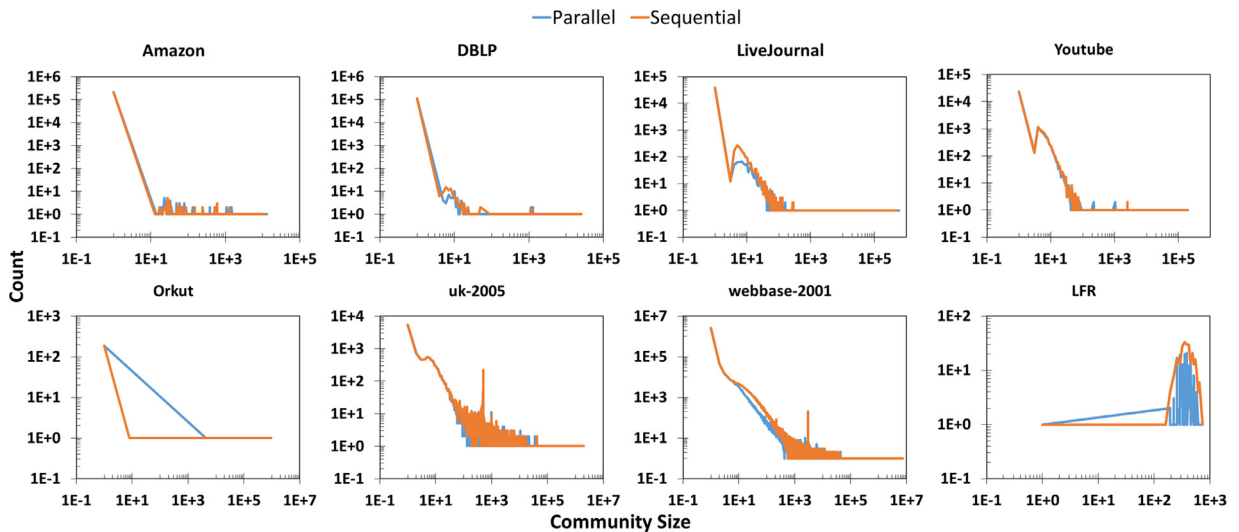 Parallel Sequential
Amazon DBLP LiveJournal Youtube
1E+6 1E+6 1E+5 1E+5
1E+5 1E+5 1E+4 1E+4
1E+4 1E+4 1E+3 1E+3
1E+3 1E+3 1E+2 1E+2
1E+2 1E+2 1E+1 1E+1
1E+1 1E+1 1E+0 1E+0
1E+0 1E+0 1E-1 1E-1
1E-1 1E-1
1E-1 1E+1 1E+3 1E+5 1E-1 1E+1 1E+3 1E+5 1E-1 1E+1 1E+3 1E+5 1E-1 1E+1 1E+3 1E+5
Count
Orkut uk-2005 webbase-2001 LFR
1E+3 1E+4 1E+7 1E+2
1E+2 1E+3 1E+5 1E+1
1E+1 1E+2 1E+3 1E+0
1E+0 1E+1 1E+1 1E-1
1E-1 1E+0 1E-1
1E-1
1E-1 1E+1 1E+3 1E+5 1E+7 1E-1 1E+1 1E+3 1E+5 1E+7 1E-1 1E+1 1E+3 1E+5 1E+7 1E+0 1E+1 1E+2 1E+3
Community Size